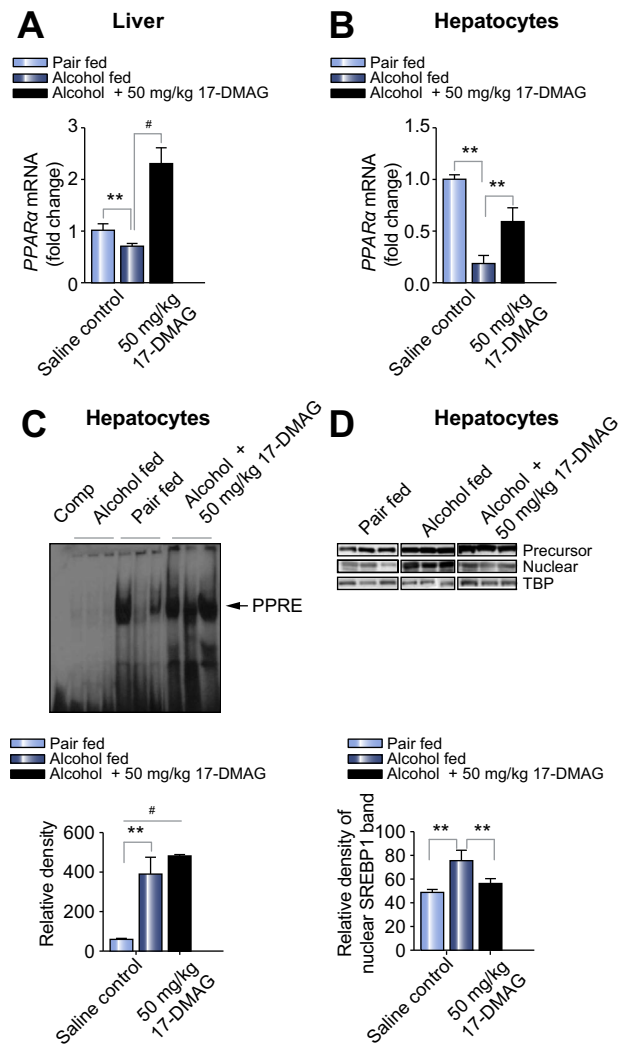 A Liver
Pair fed
Alcohol fed
Alcohol + 50 mg/kg 17-DMAG
#
**
3
2
1
0
PPARα mRNA
(fold change)
Saline control
50 mg/kg
17-DMAG
B Hepatocytes
Pair fed
Alcohol fed
Alcohol + 50 mg/kg 17-DMAG
**
**
1.5
1.0
0.5
0.0
PPARα mRNA
(fold change)
Saline control
50 mg/kg
17-DMAG
C Hepatocytes
Comp
Alcohol fed
Pair fed
Alcohol +
50 mg/kg 17-DMAG
PPRE
Pair fed
Alcohol fed
Alcohol + 50 mg/kg 17-DMAG
#
**
600
400
200
0
Relative density
Saline control
50 mg/kg
17-DMAG
D Hepatocytes
Pair fed
Alcohol fed
Alcohol +
50 mg/kg 17-DMAG
Precursor
Nuclear
TBP
Pair fed
Alcohol fed
Alcohol + 50 mg/kg 17-DMAG
** **
100
80
60
40
20
0
Relative density of
nuclear SREBP1 band
Saline control
50 mg/kg
17-DMAG